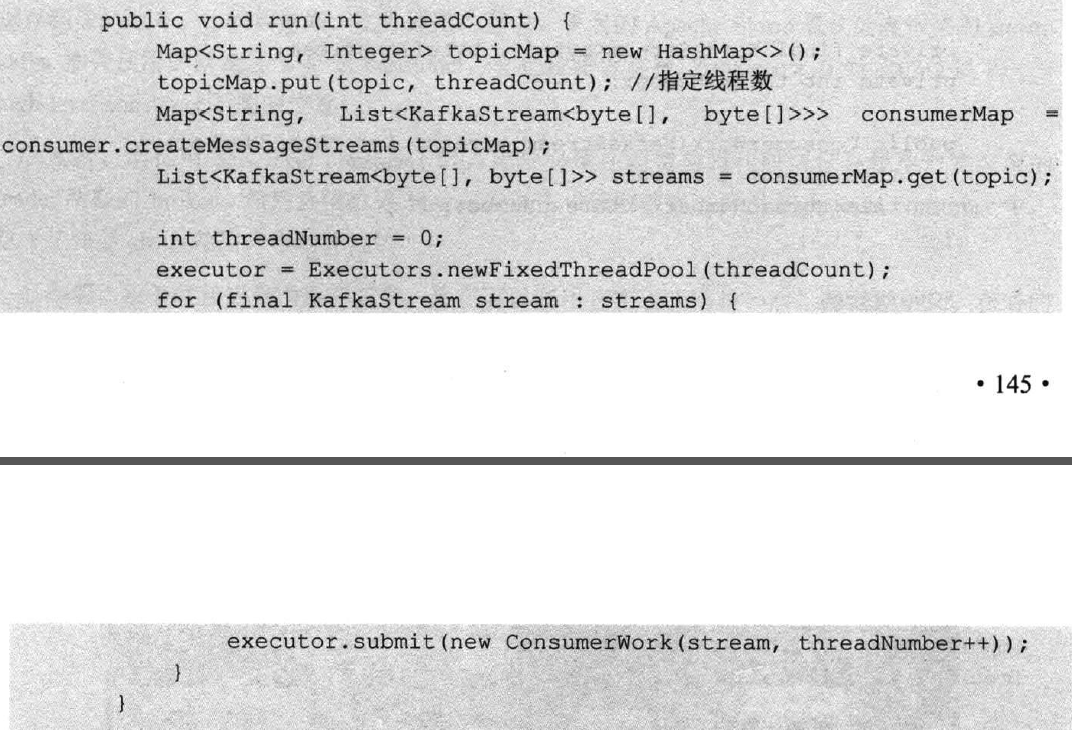 public void run(int threadCount) {
Map<String, Integer> topicMap = new HashMap<>();
topicMap.put(topic, threadCount); //指定线程数
Map<String, List<KafkaStream<byte[], byte[]>>> consumerMap =
consumer.createMessageStreams(topicMap);
List<KafkaStream<byte[], byte[]>> streams = consumerMap.get(topic);
int threadNumber = 0;
executor = Executors.newFixedThreadPool(threadCount);
for (final KafkaStream stream : streams) {
• 145 •
executor.submit(new ConsumerWork(stream, threadNumber++));
}
}